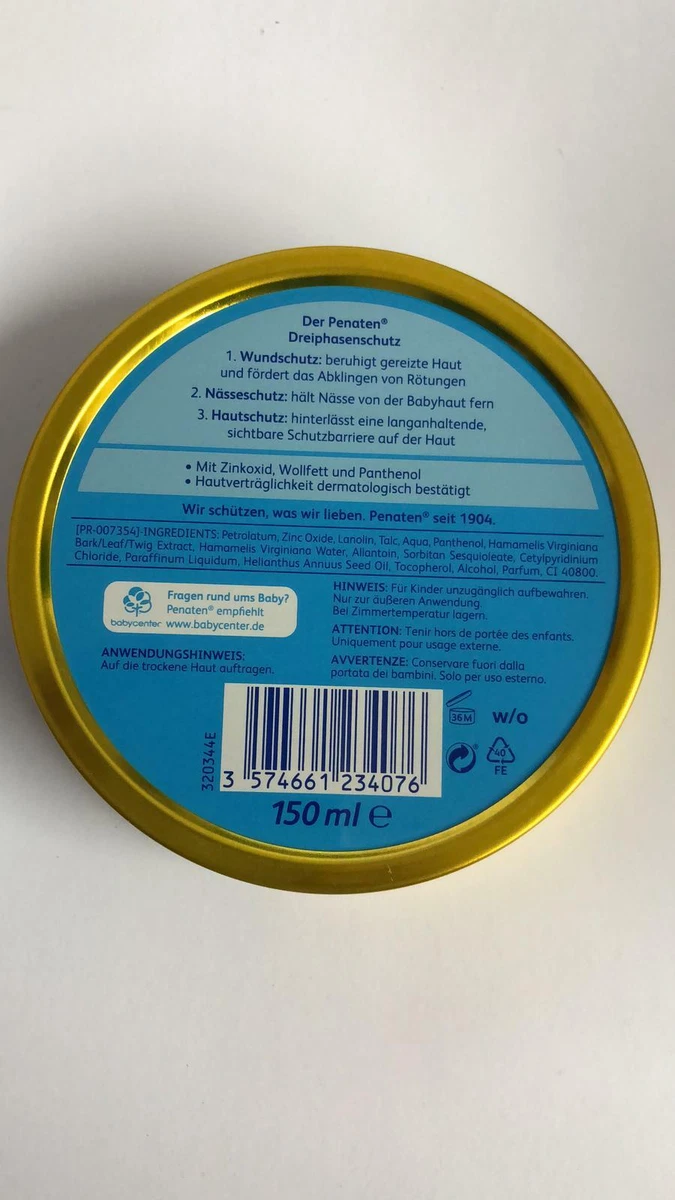 Der Penaten®
Dreiphasenschutz
1. Wundschutz: beruhigt gereizte Haut
und fördert das Abklingen von Rötungen
2. Nässeschutz: hält Nässe von der Babyhaut fern
3. Hautschutz: hinterlässt eine langanhaltende,
sichtbare Schutzbarriere auf der Haut
• Mit Zinkoxid, Wollfett und Panthenol
• Hautverträglichkeit dermatologisch bestätigt
Wir schützen, was wir lieben. Penaten® seit 1904.
[PR-007354]-INGREDIENTS: Petrolatum, Zinc Oxide, Lanolin, Talc, Aqua, Panthenol, Hamamelis Virginiana
Bark/Leaf/Twig Extract, Hamamelis Virginiana Water, Allantoin, Sorbitan Sesquioleate, Cetylpyridinium
Chloride, Paraffinum Liquidum, Helianthus Annuus Seed Oil, Tocopherol, Alcohol, Parfum, CI 40800.
Fragen rund ums Baby?
Penaten® empfiehlt
babycenter www.babycenter.de
ANWENDUNGSHINWEIS:
Auf die trockene Haut auftragen.
HINWEIS: Für Kinder unzugänglich aufbewahren.
Nur zur äußeren Anwendung.
Bei Zimmertemperatur lagern.
ATTENTION: Tenir hors de portée des enfants.
Uniquement pour usage externe.
AVVERTENZE: Conservare fuori dalla
portata dei bambini. Solo per uso esterno.
320344E
3 574661 234076
36M
w/o
40
FE
150 ml e